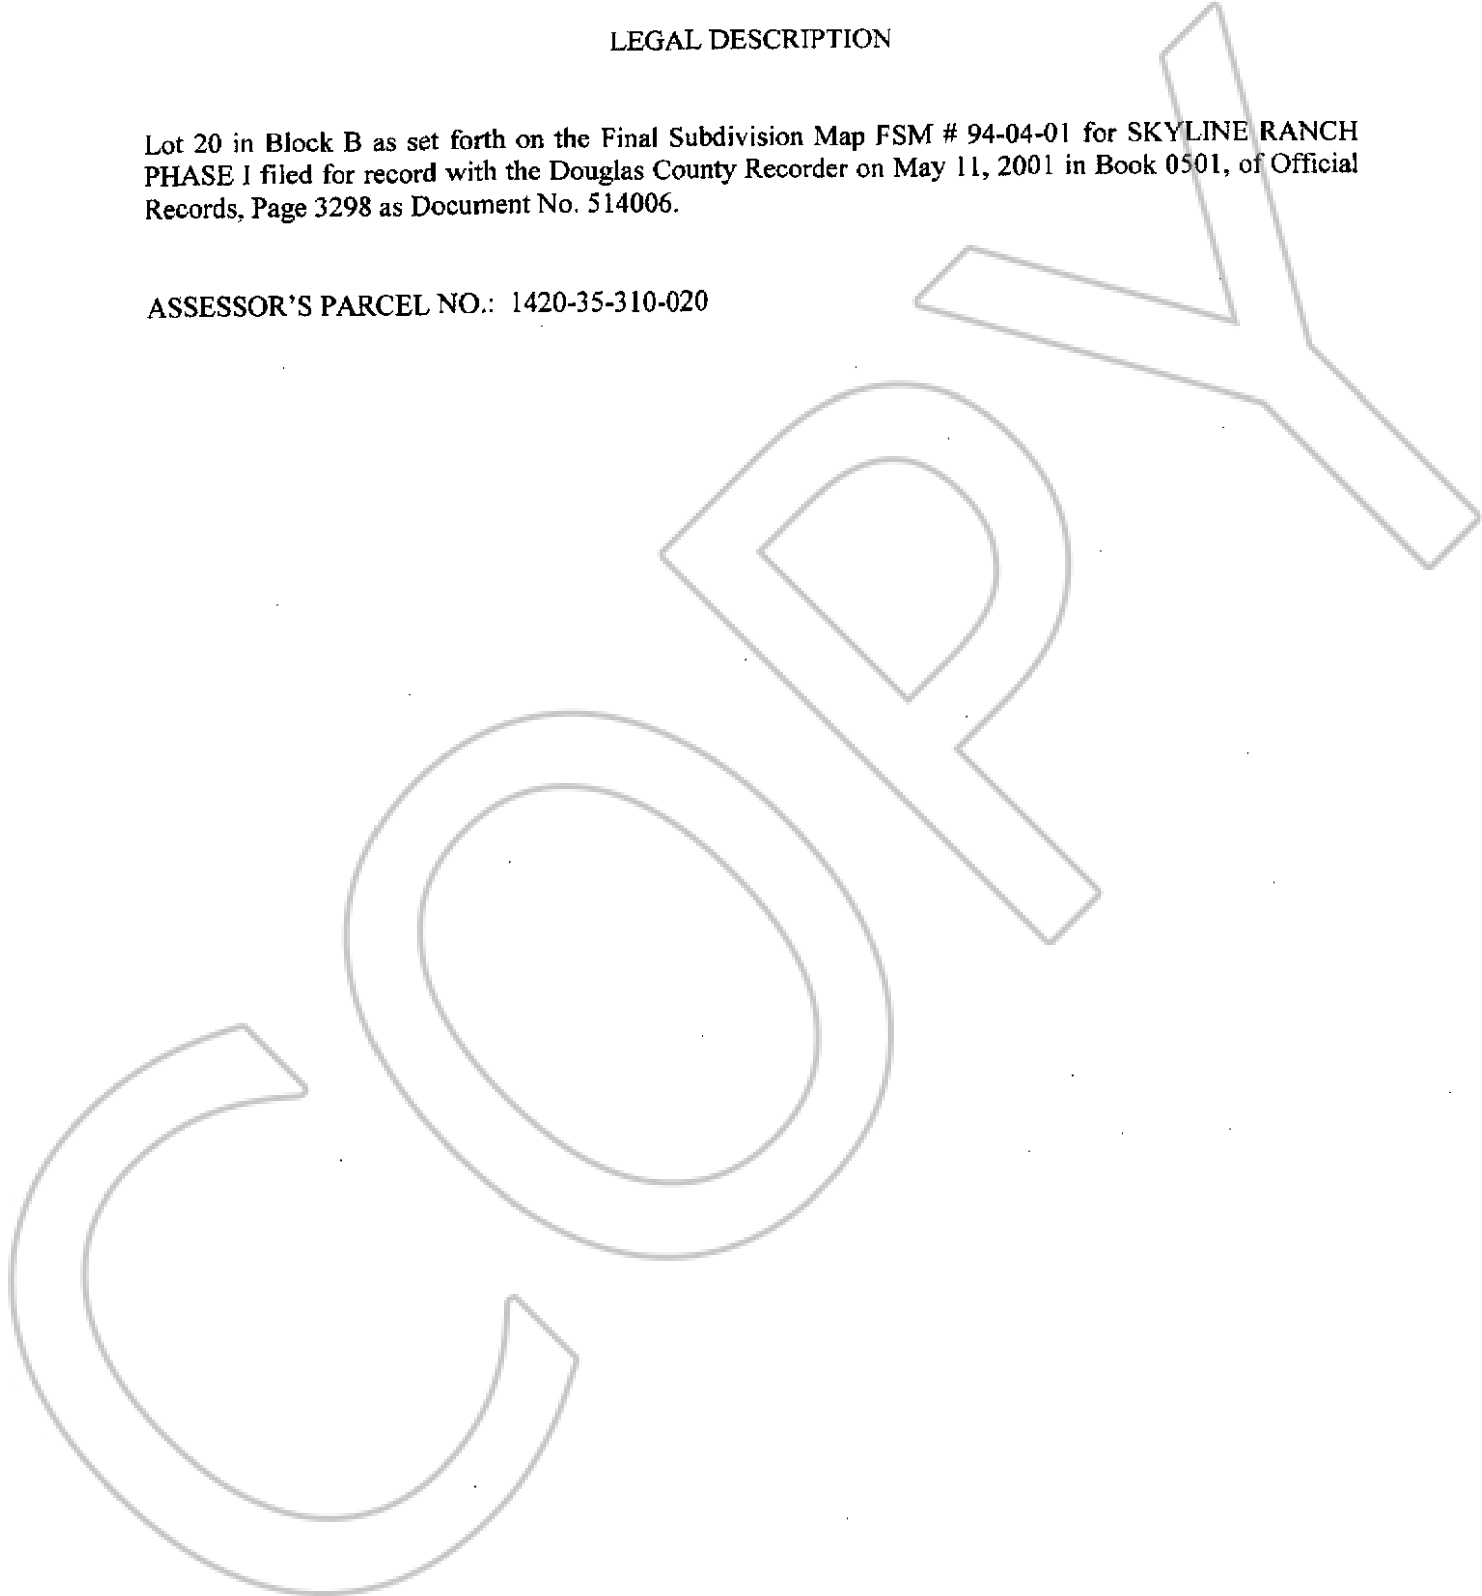 LEGAL DESCRIPTION
Lot 20 in Block B as set forth on the Final Subdivision Map FSM # 94-04-01 for SKYLINE RANCH
PHASE I filed for record with the Douglas County Recorder on May 11, 2001 in Book 0501, of Official
Records, Page 3298 as Document No. 514006.
ASSESSOR'S PARCEL NO.: 1420-35-310-020
COPY